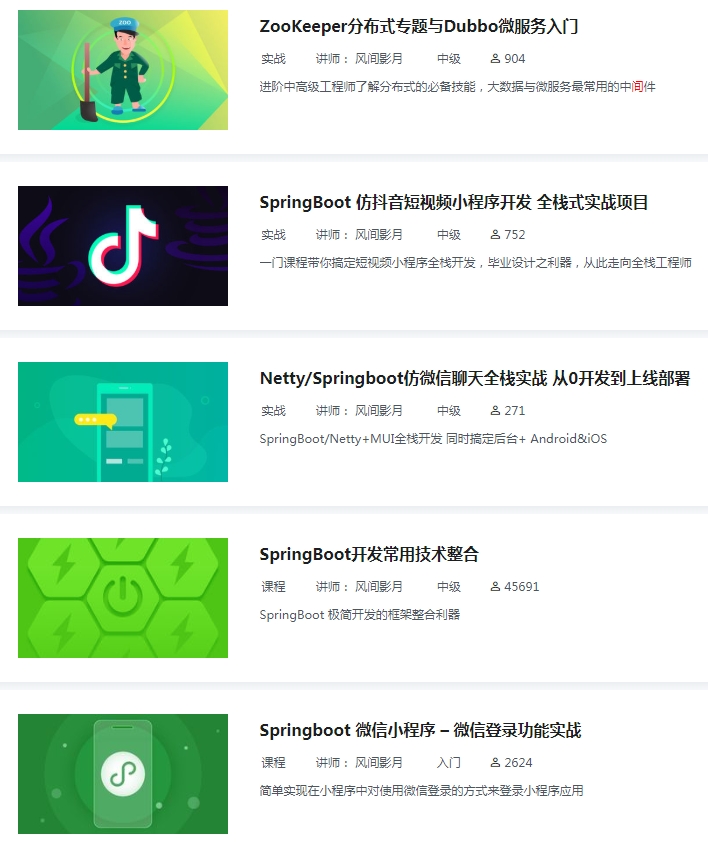 ZOO
ZooKeeper分布式专题与Dubbo微服务入门
实战 讲师： 风间影月 中级 904
进阶中高级工程师了解分布式的必备技能，大数据与微服务最常用的中间件
SpringBoot 仿抖音短视频小程序开发 全栈式实战项目
实战 讲师： 风间影月 中级 752
一门课程带你搞定短视频小程序全栈开发，毕业设计之利器，从此走向全栈工程师
Netty/Springboot仿微信聊天全栈实战 从0开发到上线部署
实战 讲师： 风间影月 中级 271
SpringBoot/Netty+MUI全栈开发 同时搞定后台+ Android&iOS
SpringBoot开发常用技术整合
课程 讲师： 风间影月 中级 45691
SpringBoot 极简开发的框架整合利器
Springboot 微信小程序 – 微信登录功能实战
课程 讲师： 风间影月 入门 2624
简单实现在小程序中对使用微信登录的方式来登录小程序应用